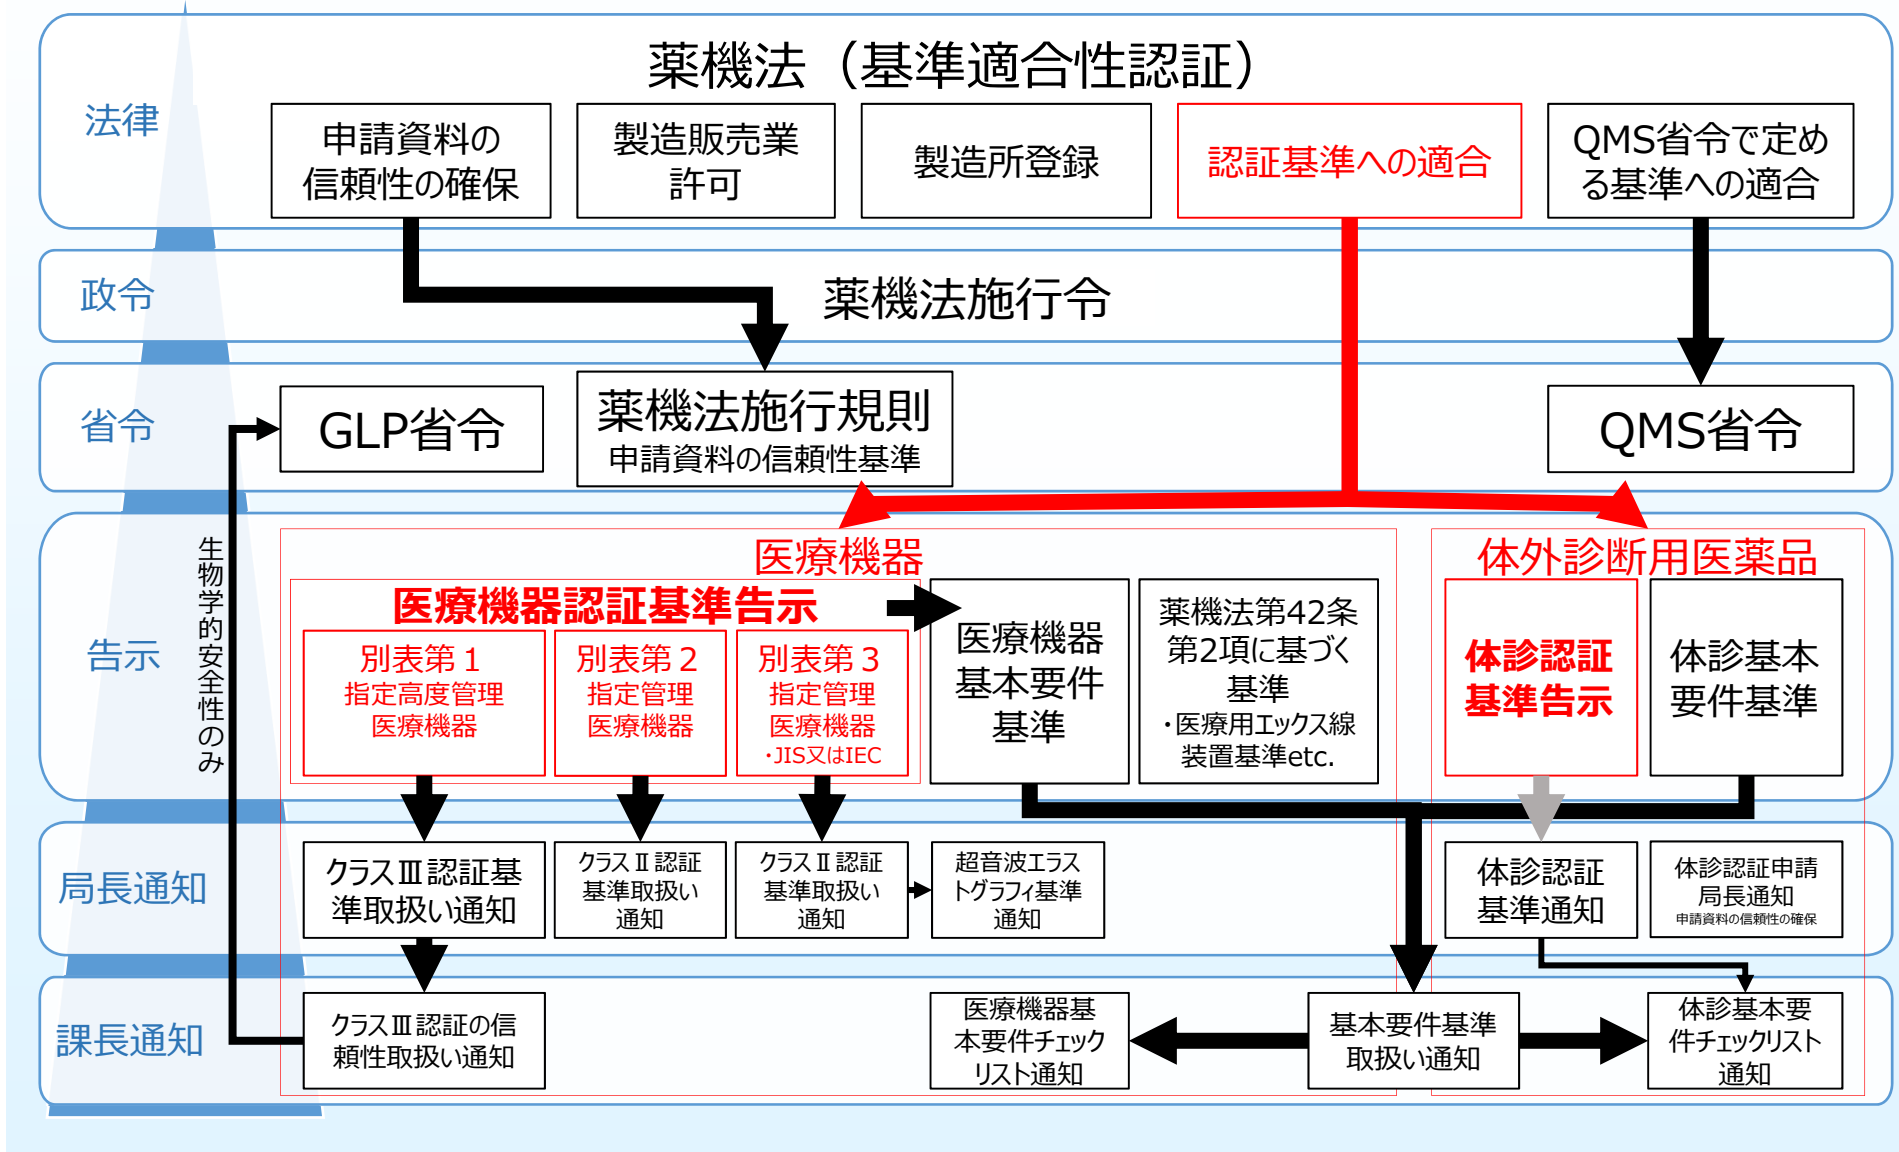 薬機法（基準適合性認証）
法律
申請資料の
信頼性の確保
製造販売業
許可
製造所登録
認証基準への適合
QMS省令で定め
る基準への適合
政令
薬機法施行令
省令
GLP省令
薬機法施行規則
申請資料の信頼性基準
QMS省令
告示
生物学的安全性のみ
医療機器
医療機器認証基準告示
別表第１
指定高度管理
医療機器
別表第２
指定管理
医療機器
別表第３
指定管理
医療機器
・JIS又はIEC
医療機器
基本要件
基準
薬機法第42条
第2項に基づく
基準
・医療用エックス線
装置基準etc.
体外診断用医薬品
体診認証
基準告示
体診基本
要件基準
局長通知
クラスⅢ認証基
準取扱い通知
クラスⅡ認証
基準取扱い
通知
クラスⅡ認証
基準取扱い
通知
超音波エラス
トグラフィ基準
通知
体診認証
基準通知
体診認証申請
局長通知
申請資料の信頼性の確保
課長通知
クラスⅢ認証の信
頼性取扱い通知
医療機器基
本要件チェック
リスト通知
基本要件基準
取扱い通知
体診基本要
件チェックリスト
通知